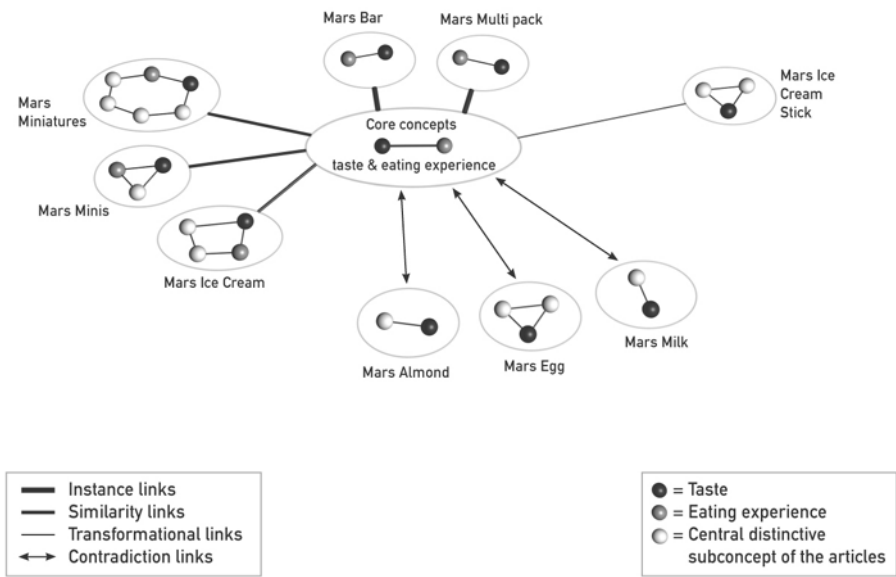 Mars Bar
Mars Multi pack
Mars
Miniatures
Mars Ice
Cream
Stick
Core concepts
taste & eating experience
Mars Minis
Mars Ice Cream
Mars Almond
Mars Egg
Mars Milk
Instance links
Similarity links
Transformational links
Contradiction links
= Taste
= Eating experience
= Central distinctive
subconcept of the articles